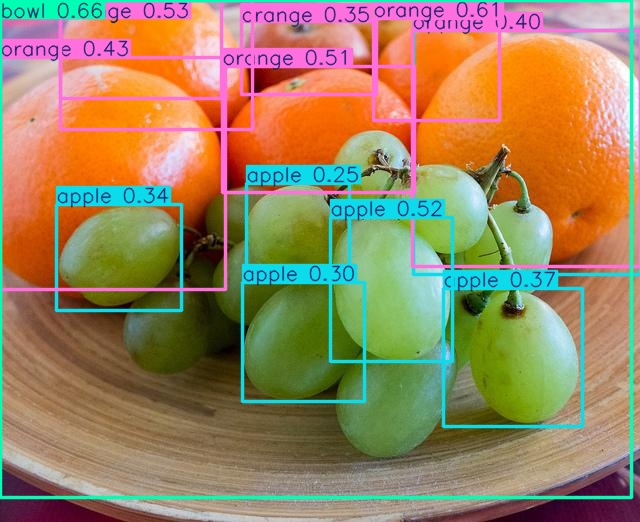 bowl 0.66
ge 0.53
orange 0.35
orange 0.61
orange 0.40
orange 0.43
orange 0.51
apple 0.25
apple 0.34
apple 0.52
apple 0.30
apple 0.37